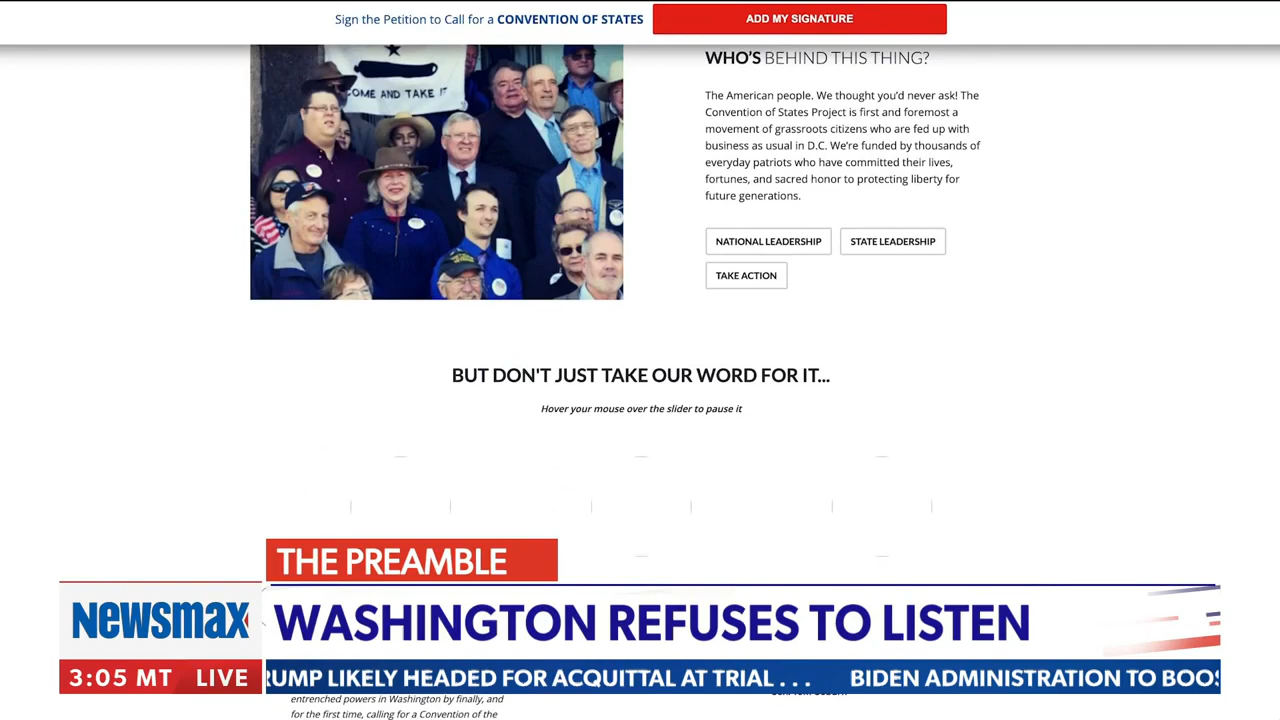 Sign the Petition to Call for a CONVENTION OF STATES
ADD MY SIGNATURE
COME AND TAKE IT
WHO'S BEHIND THIS THING?
The American people. We thought you'd never ask! The
Convention of States Project is first and foremost a
movement of grassroots citizens who are fed up with
business as usual in D.C. We're funded by thousands of
everyday patriots who have committed their lives,
fortunes, and sacred honor to protecting liberty for
future generations.
NATIONAL LEADERSHIP
STATE LEADERSHIP
TAKE ACTION
BUT DON'T JUST TAKE OUR WORD FOR IT...
Hover your mouse over the slider to pause it
THE PREAMBLE
NEWSMAX
WASHINGTON REFUSES TO LISTEN
3:05 MT LIVE
RUMP LIKELY HEADED FOR ACQUITTAL AT TRIAL . . . BIDEN ADMINISTRATION TO BOOS
entrenched powers in Washington by finally, and
for the first time, calling for a Convention of the